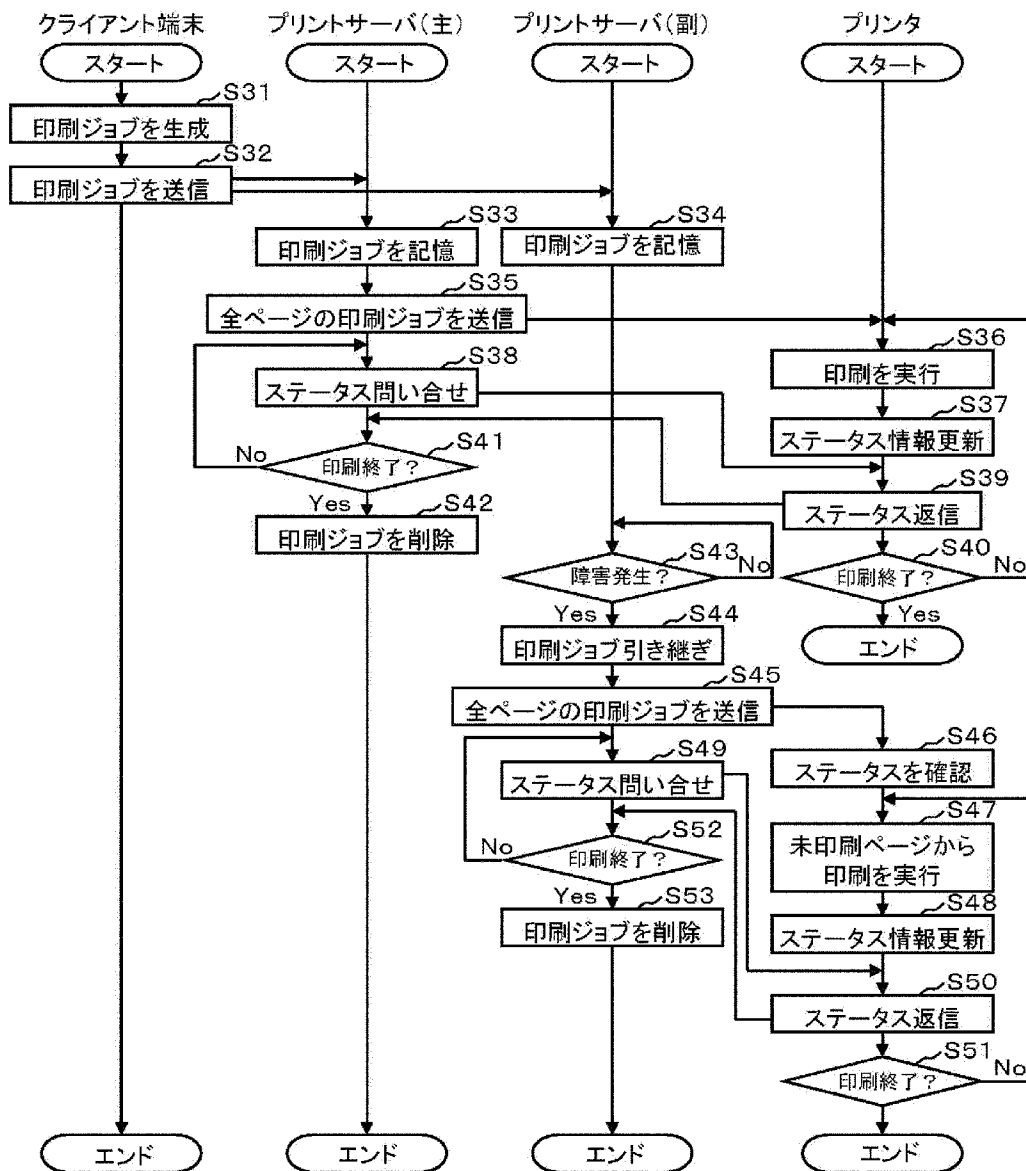 クライアント端末
プリントサーバ(主)
プリントサーバ(副)
プリンタ
スタート
スタート
スタート
スタート
S31
印刷ジョブを生成
S32
印刷ジョブを送信
S33
印刷ジョブを記憶
S34
印刷ジョブを記憶
S35
全ページの印刷ジョブを送信
S36
印刷を実行
S38
ステータス問い合せ
S37
ステータス情報更新
S41
印刷終了?
No
Yes
S39
ステータス返信
S42
印刷ジョブを削除
S43
障害発生?
No
Yes
S40
印刷終了?
No
Yes
エンド
S44
印刷ジョブ引き継ぎ
S45
全ページの印刷ジョブを送信
S46
ステータスを確認
S49
ステータス問い合せ
S47
未印刷ページから
印刷を実行
S52
印刷終了?
No
Yes
S53
印刷ジョブを削除
S48
ステータス情報更新
S50
ステータス返信
S51
印刷終了?
No
エンド
エンド
エンド
エンド